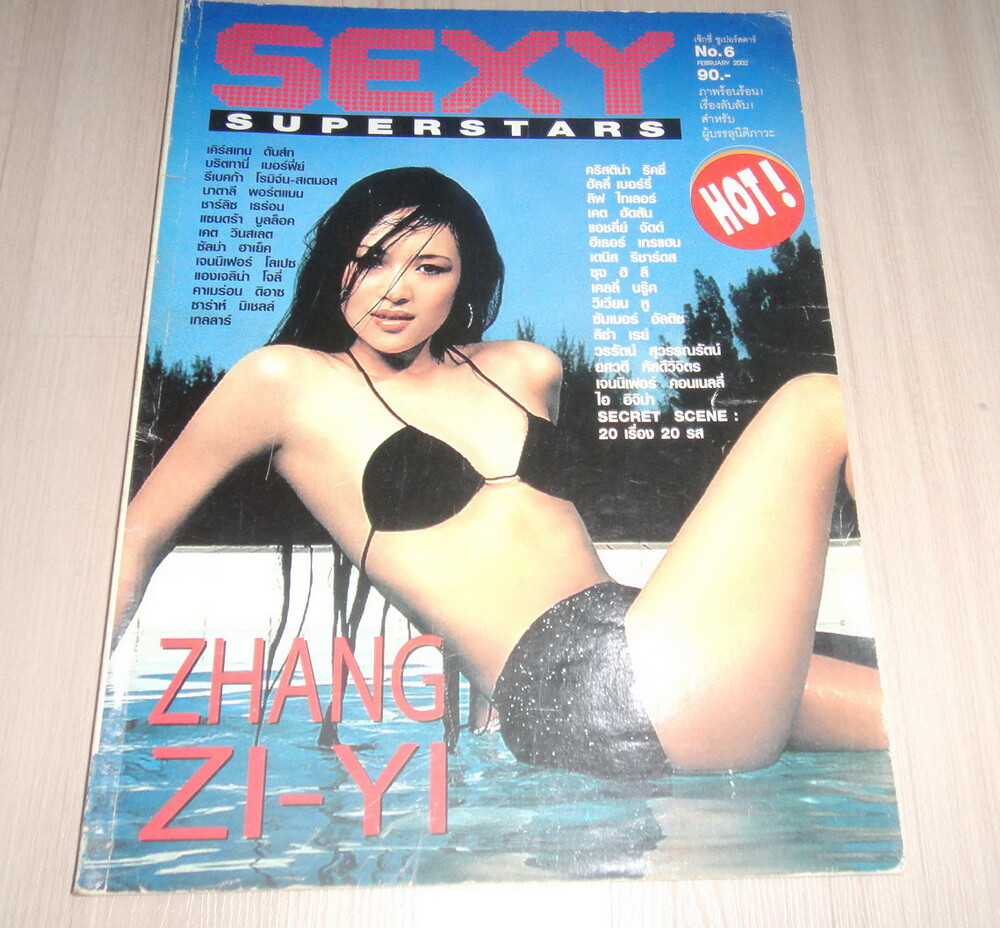 SEXY
SUPERSTARS
เซ็กซี่ ซูเปอร์สตาร์
No.6
FEBRUARY 2002
90.-
ภาพร้อนร้อน!
เรื่องลับลับ!
สำหรับ
ผู้บรรลุนิติภาวะ
HOT!
เคิร์สเทน ดันส์ท
บริตทานี่ เมอร์ฟี่ย์
รีเบคก้า โรมิจัน-สเตมอส
นาตาลี พอร์ตแมน
ชาร์ลิซ เธร่อน
แซนดร้า บูลล็อค
เคต วินสเลต
ซัลม่า ฮาเย็ค
เจนนิเฟอร์ โลเปซ
แองเจลิน่า โจลี่
คาเมร่อน ดิอาซ
ซาร่าห์ มิเชลล์
เกลลาร์
คริสติน่า ริคชี่
ฮัลลี่ เบอร์รี่
ลิฟ ไทเลอร์
เคต ฮัดสัน
แอชลี่ย์ จัดด์
ฮีเธอร์ เกรแฮม
เดนิส ริชาร์ดส
ซุง ฮิ ลี
เคลลี่ บรู๊ค
วิเวียน ซู
ซัมเมอร์ อัลติซ
ลิซ่า เรย์
วรรัตน์ สุวรรณรัตน์
ยศวดี หัสดีวิจิตร
เจนนิเฟอร์ คอนเนลลี่
ไอ อีจิม่า
SECRET SCENE :
20 เรื่อง 20 รส
ZHANG
ZI-YI